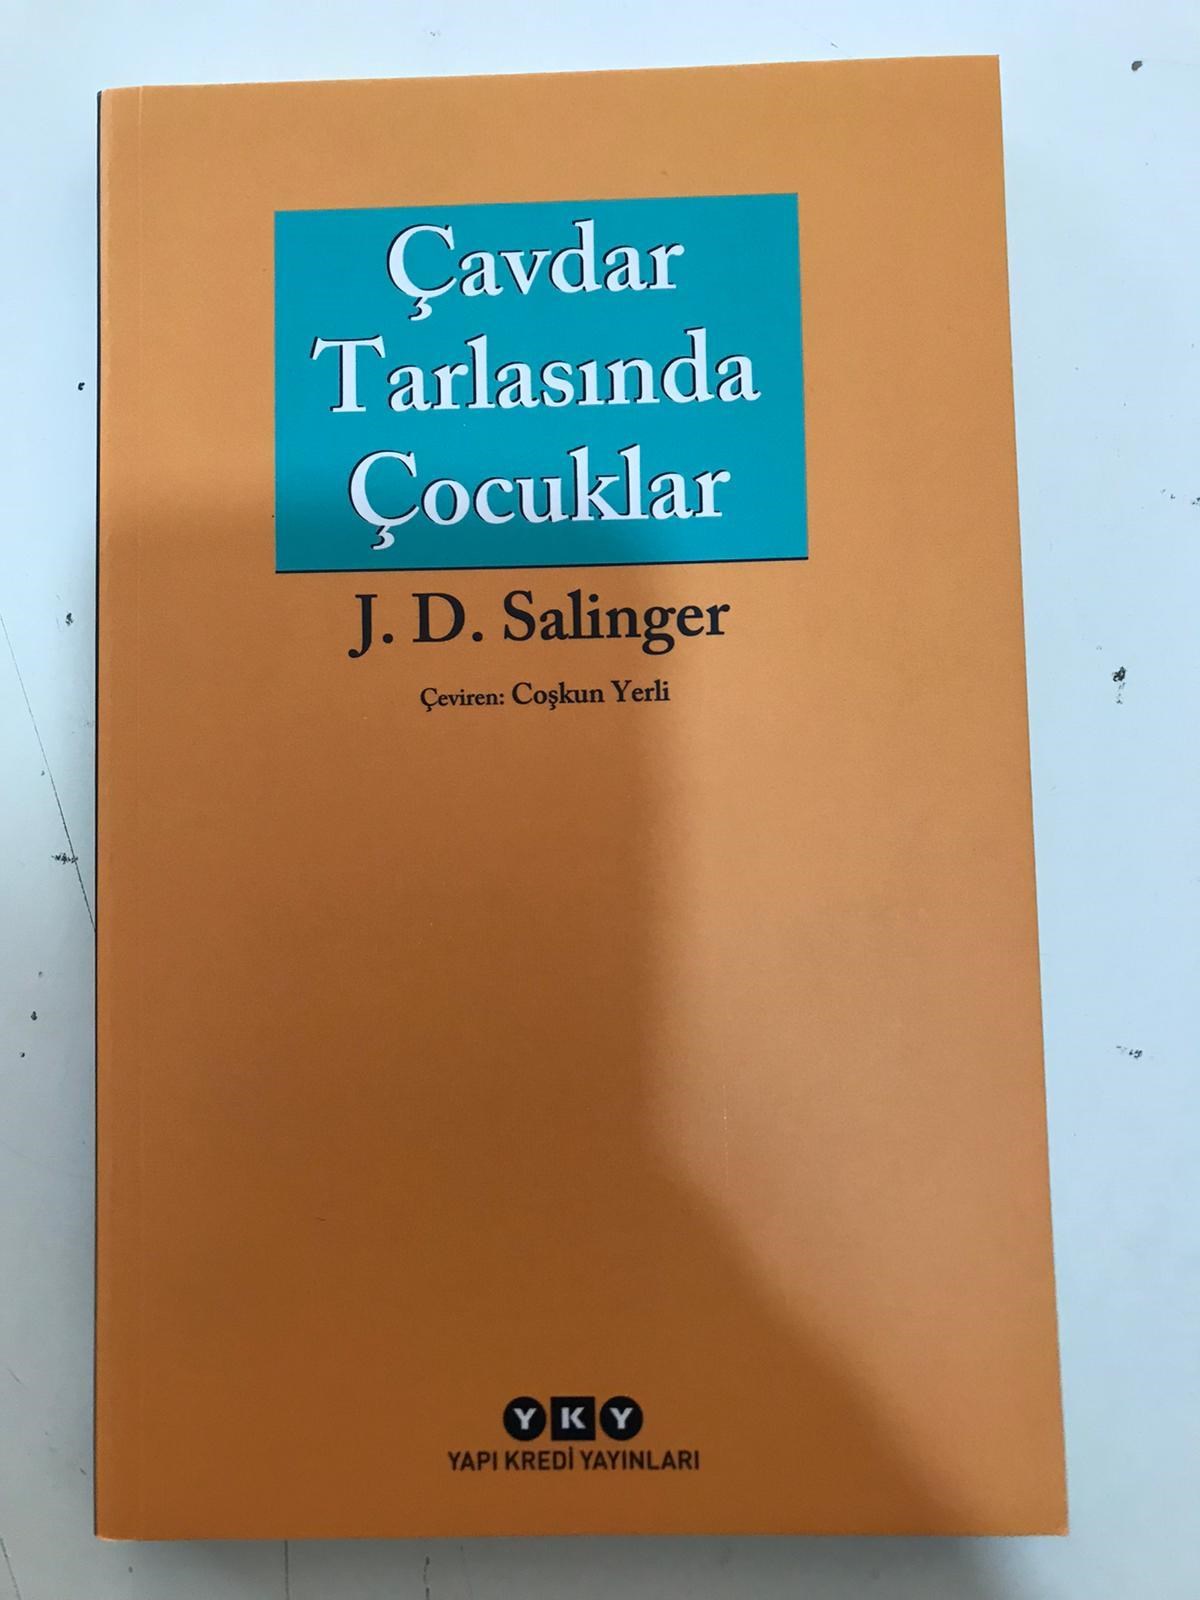 Çavdar
Tarlasında
Çocuklar
J. D. Salinger
Çeviren: Coşkun Yerli
YKY
YAPI KREDİ YAYINLARI